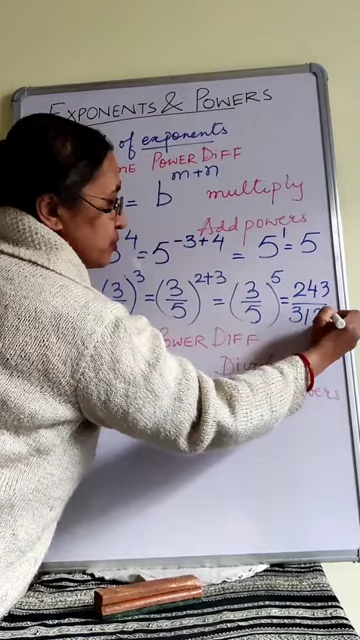 EXPONENTS & POWERS
of exponents
POWER DIFF
= b^{m+n} multiply
Add powers
4 = 5^{-3+4} = 5^1 = 5
(3/5)^3 = (3/5)^{2+3} = (3/5)^5 = 243/312
POWER DIFF